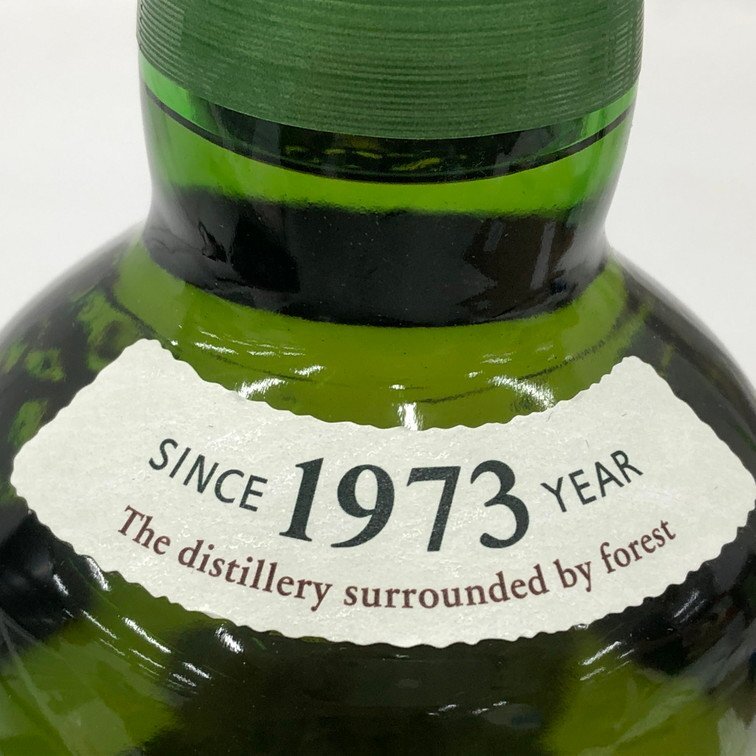 SINCE 1973 YEAR
The distillery surrounded by forest